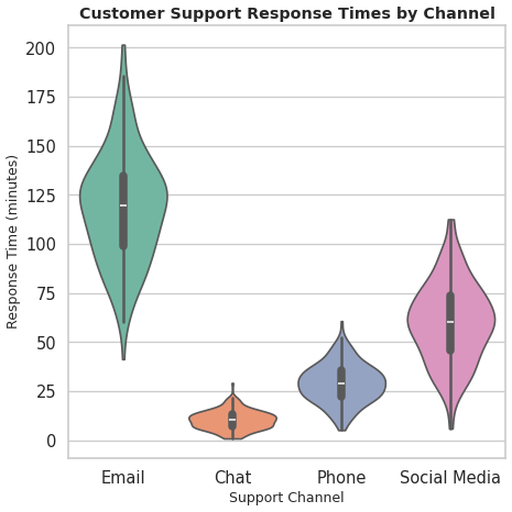 Customer Support Response Times by Channel
200
175
150
125
100
75
50
25
0
Response Time (minutes)
Email Chat Phone Social Media
Support Channel